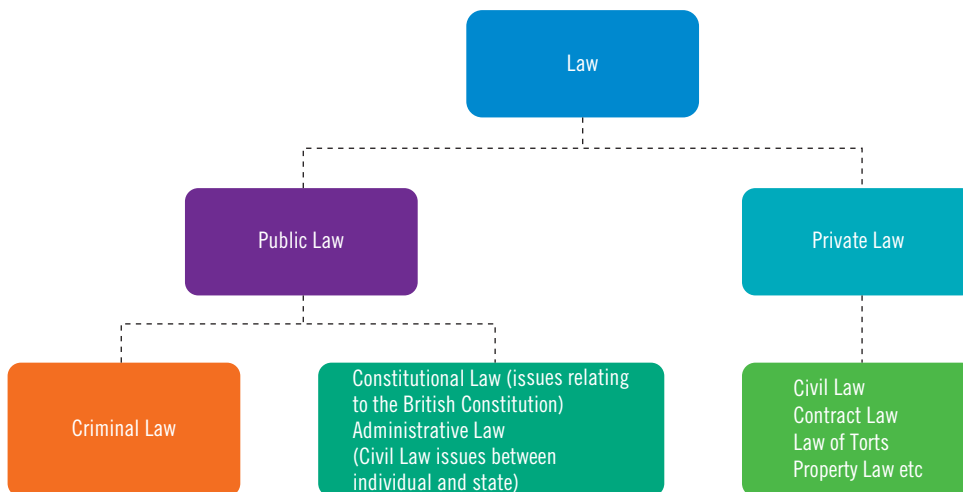 Law
Public Law
Private Law
Criminal Law
Constitutional Law (issues relating
to the British Constitution)
Administrative Law
(Civil Law issues between
individual and state)
Civil Law
Contract Law
Law of Torts
Property Law etc